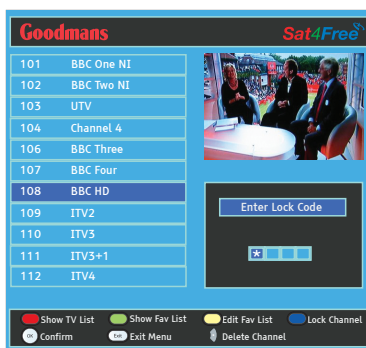 Goodmans Sat4Free
101 BBC One NI
102 BBC Two NI
103 UTV
104 Channel 4
106 BBC Three
107 BBC Four
108 BBC HD
109 ITV2
110 ITV3
111 ITV3+1
112 ITV4
Enter Lock Code
*
Show TV List Show Fav List Edit Fav List Lock Channel
OK Confirm Exit Exit Menu Delete Channel